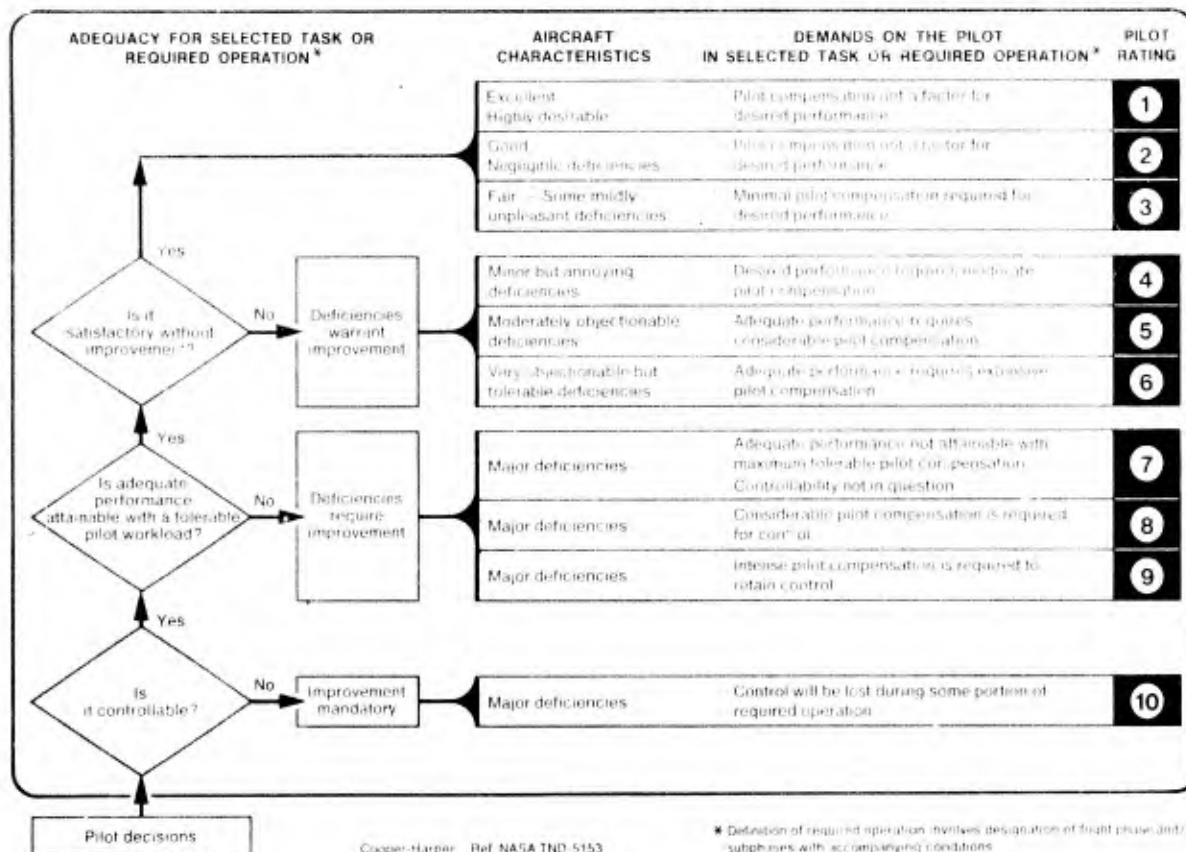 ADEQUACY FOR SELECTED TASK OR
REQUIRED OPERATION*
AIRCRAFT
CHARACTERISTICS
DEMANDS ON THE PILOT
IN SELECTED TASK OR REQUIRED OPERATION*
PILOT
RATING
Excellent
Highly desirable
Pilot compensation not a factor for
desired performance
1
Good
Negligible deficiencies
Pilot compensation not a factor for
desired performance
2
Fair – Some mildly
unpleasant deficiencies
Minimal pilot compensation required for
desired performance
3
Yes
Is it
satisfactory without
improvement?
No
Deficiencies
warrant
improvement
Minor but annoying
deficiencies
Desired performance requires moderate
pilot compensation
4
Moderately objectionable
deficiencies
Adequate performance requires
considerable pilot compensation
5
Very objectionable but
tolerable deficiencies
Adequate performance requires extensive
pilot compensation
6
Yes
Is adequate
performance
attainable with a tolerable
pilot workload?
No
Deficiencies
require
improvement
Major deficiencies
Adequate performance not attainable with
maximum tolerable pilot compensation
Controllability not in question
7
Major deficiencies
Considerable pilot compensation is required
for control
8
Major deficiencies
Intense pilot compensation is required to
retain control
9
Yes
Is
it controllable?
No
Improvement
mandatory
Major deficiencies
Control will be lost during some portion of
required operation
10
Pilot decisions
Cooper-Harper Ref NASA TND-5153
* Definition of required operation involves designation of flight phase and/
subphases with accompanying conditions